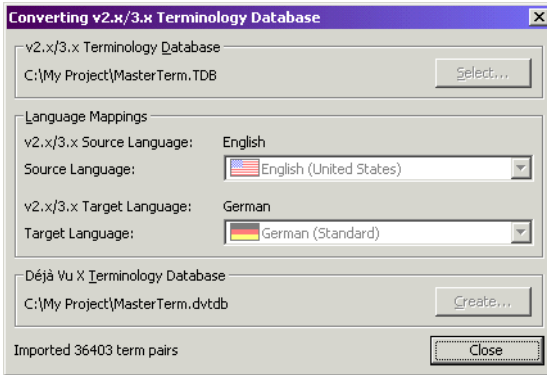 Converting v2.x/3.x Terminology Database
v2.x/3.x Terminology Database
C:\My Project\MasterTerm.TDB
Select...
Language Mappings
v2.x/3.x Source Language: English
Source Language: English (United States)
v2.x/3.x Target Language: German
Target Language: German (Standard)
Déjà Vu X Terminology Database
C:\My Project\MasterTerm.dvtdb
Create...
Imported 36403 term pairs
Close